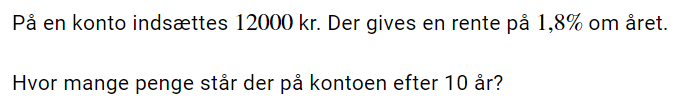 På en konto indsættes 12000 kr. Der gives en rente på 1,8% om året.
Hvor mange penge står der på kontoen efter 10 år?